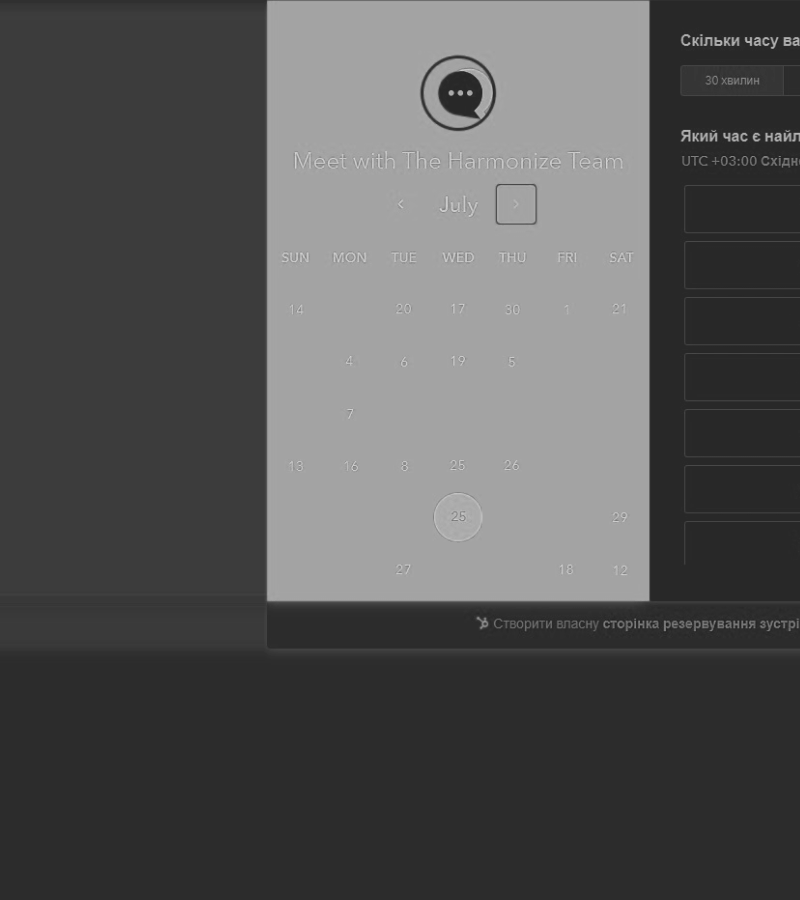 Meet with The Harmonize Team
July
SUN MON TUE WED THU FRI SAT
14 20 17 30 1 21
4 6 19 5
7
13 16 8 25 26
25 29
27 18 12
Скільки часу ва
30 хвилин
Який час є найл
UTC +03:00 Східн
Створити власну сторінка резервування зустрі